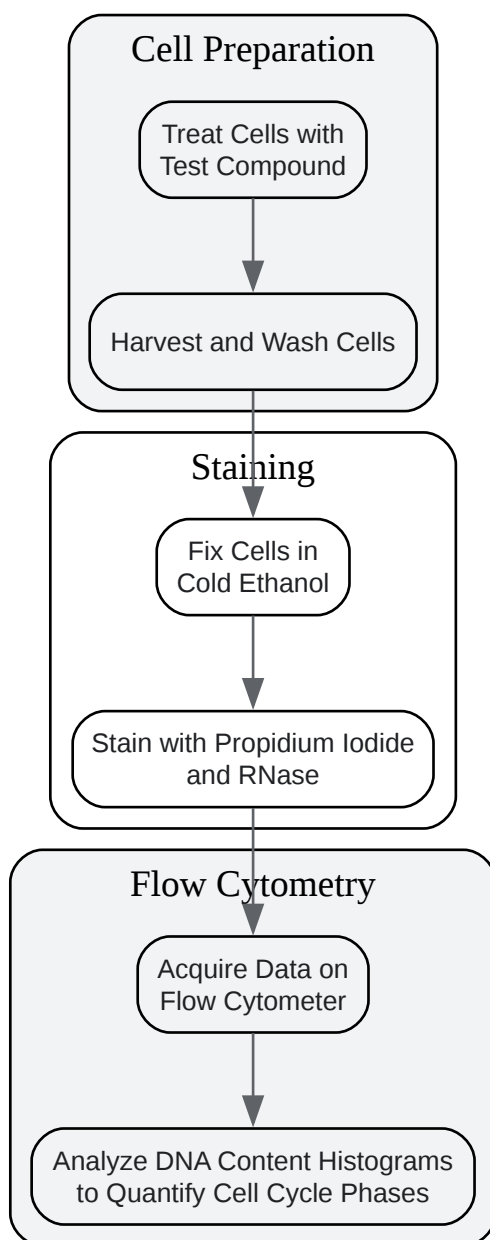 Cell Preparation
Treat Cells with
Test Compound
Harvest and Wash Cells
Staining
Fix Cells in
Cold Ethanol
Stain with Propidium Iodide
and RNase
Flow Cytometry
Acquire Data on
Flow Cytometer
Analyze DNA Content Histograms
to Quantify Cell Cycle Phases